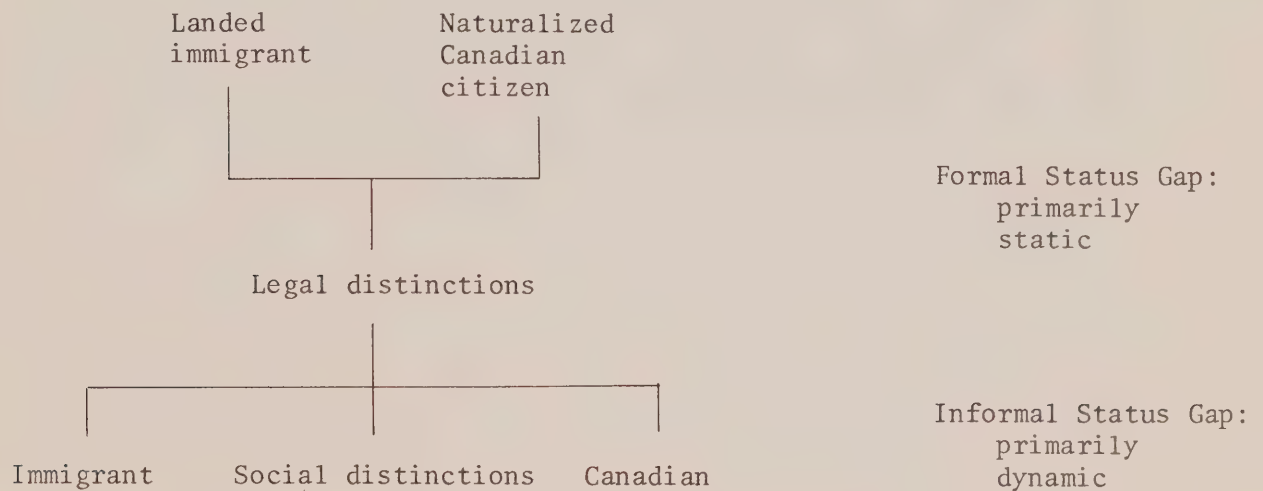 Landed
immigrant
Naturalized
Canadian
citizen
Formal Status Gap:
primarily
static
Legal distinctions
Informal Status Gap:
primarily
dynamic
Immigrant
Social distinctions
Canadian